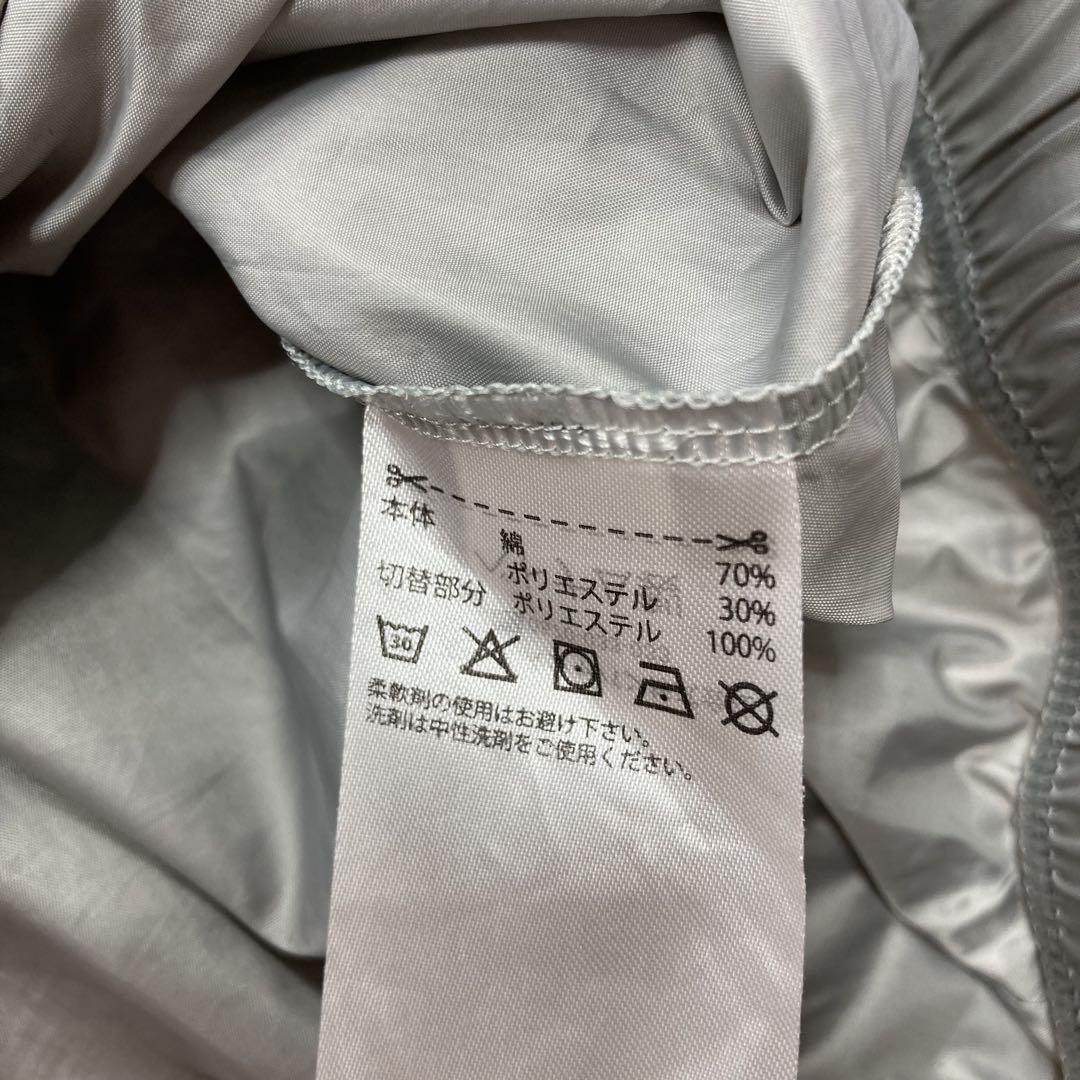 本体 綿 70%
ポリエステル 30%
切替部分 ポリエステル 100%
30
柔軟剤の使用はお避け下さい。
洗剤は中性洗剤をご使用ください。